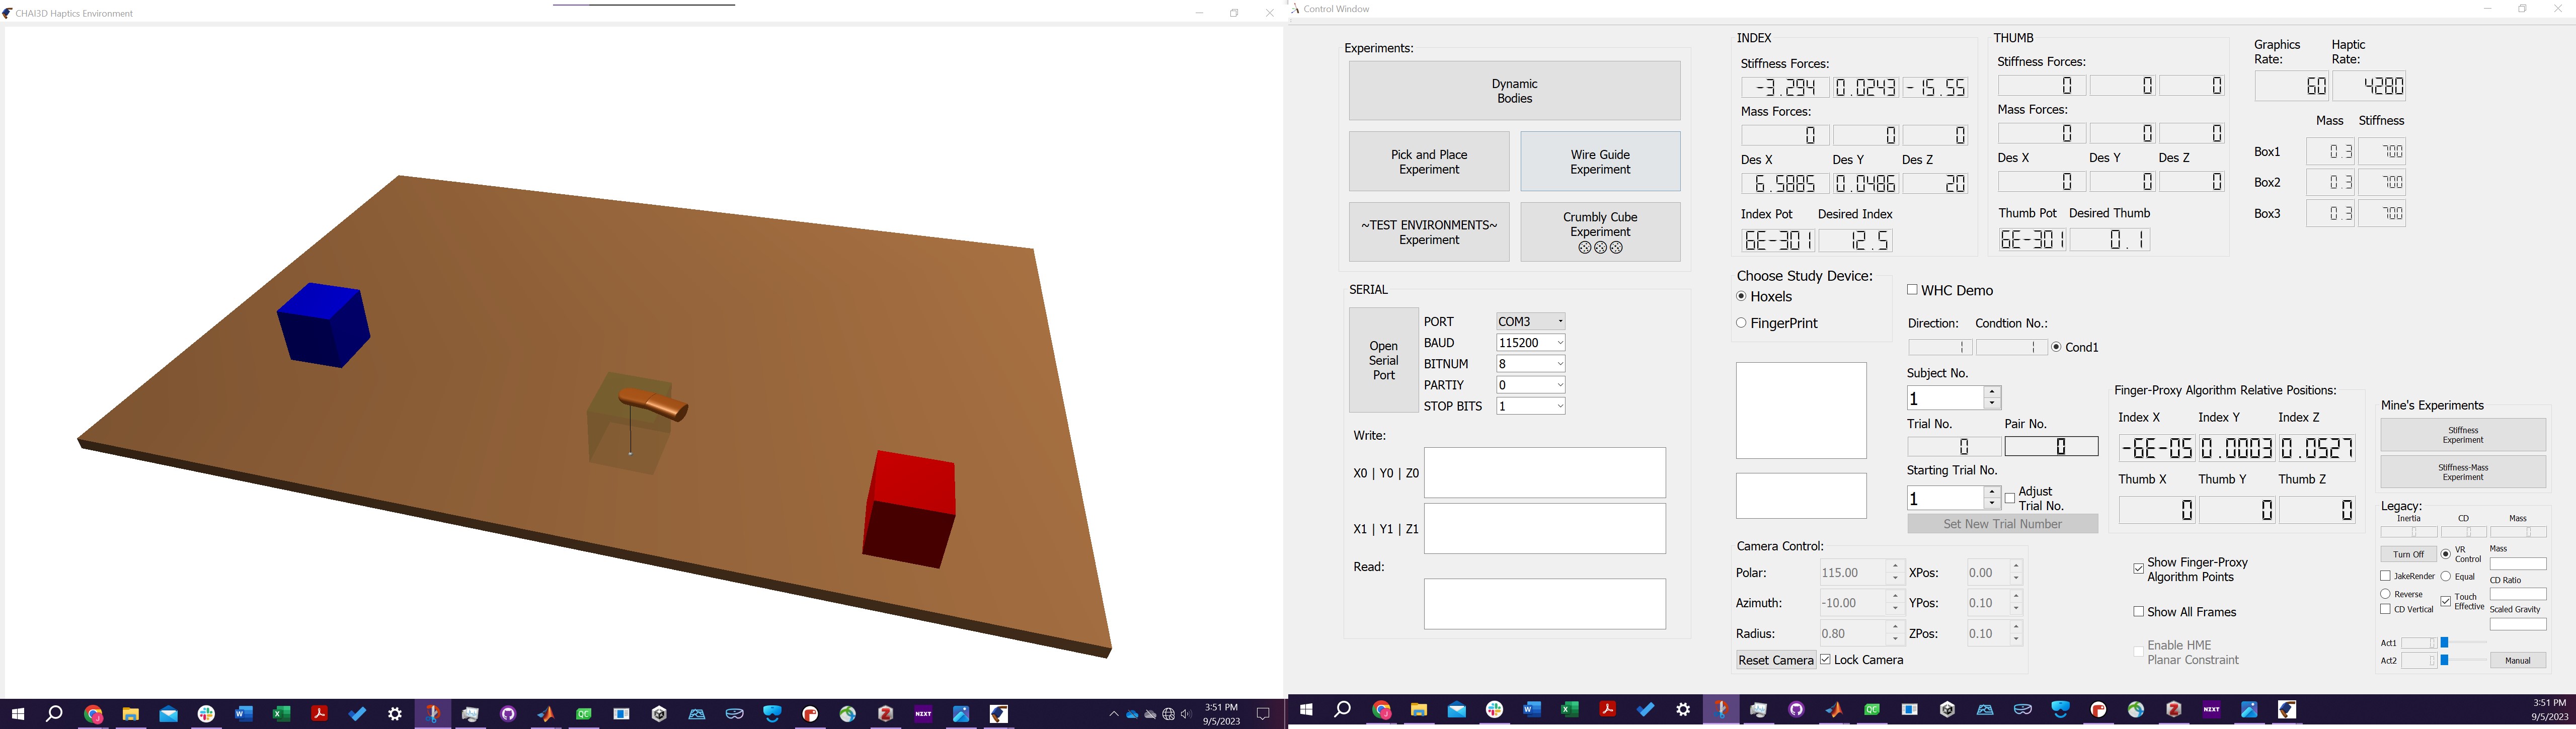 CHAI3D Haptics Environment
Control Window
Experiments:
Dynamic
Bodies
Pick and Place
Experiment
Wire Guide
Experiment
~TEST ENVIRONMENTS~
Experiment
Crumbly Cube
Experiment
SERIAL
Open
Serial
Port
PORT
COM3
BAUD
115200
BITNUM
8
PARTIY
0
STOP BITS
1
Write:
X0 | Y0 | Z0
X1 | Y1 | Z1
Read:
INDEX
Stiffness Forces:
-3.294 0.0243 -15.55
Mass Forces:
0 0 0
Des X Des Y Des Z
6.5885 0.0486 20
Index Pot Desired Index
6E-301 12.5
THUMB
Stiffness Forces:
0 0 0
Mass Forces:
0 0 0
Des X Des Y Des Z
0 0 0
Thumb Pot Desired Thumb
6E-301 0.1
Graphics
Rate:
Haptic
Rate:
60 4280
Mass Stiffness
Box1 0.3 700
Box2 0.3 700
Box3 0.3 700
Choose Study Device:
Hoxels
FingerPrint
WHC Demo
Direction: Condtion No.:
1 1 Cond1
Subject No.
1
Trial No. Pair No.
0 0
Starting Trial No.
1
Adjust
Trial No.
Set New Trial Number
Finger-Proxy Algorithm Relative Positions:
Index X Index Y Index Z
-6E-05 0.0003 0.0527
Thumb X Thumb Y Thumb Z
0 0 0
Camera Control:
Polar: 115.00 XPos: 0.00
Azimuth: -10.00 YPos: 0.10
Radius: 0.80 ZPos: 0.10
Reset Camera Lock Camera
Show Finger-Proxy
Algorithm Points
Show All Frames
Enable HME
Planar Constraint
Mine's Experiments
Stiffness
Experiment
Stiffness-Mass
Experiment
Legacy:
Inertia CD Mass
Turn Off
VR
Control
Mass
JakeRender
Equal
CD Ratio
Reverse
Touch
Effective
CD Vertical
Scaled Gravity
Act1
Act2
Manual
3:51 PM
9/5/2023
3:51 PM
9/5/2023